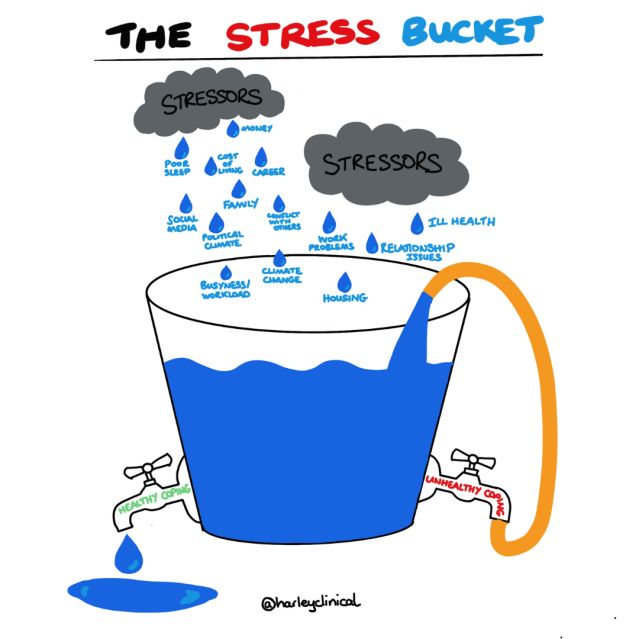 THE STRESS BUCKET
STRESSORS
STRESSORS
MONEY
POOR
SLEEP
COST
OF
LIVING
CAREER
FAMILY
SOCIAL
MEDIA
POLITICAL
CLIMATE
CONFLICT
WITH
OTHERS
WORK
PROBLEMS
ILL HEALTH
RELATIONSHIP
ISSUES
BUSYNESS/
WORKLOAD
CLIMATE
CHANGE
HOUSING
HEALTHY COPING
UNHEALTHY COPING
@harleyclinical